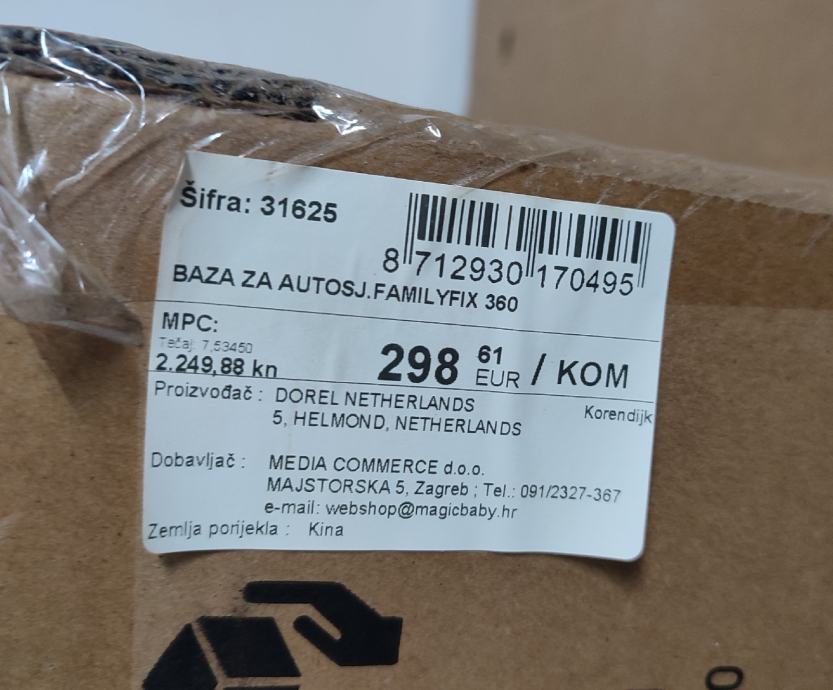 Šifra: 31625
8 712930 170495
BAZA ZA AUTOSJ.FAMILYFIX 360
MPC:
Tečaj: 7,53450
2.249,88 kn
298 61 EUR / KOM
Proizvođač : DOREL NETHERLANDS Korendijk
5, HELMOND, NETHERLANDS
Dobavljač : MEDIA COMMERCE d.o.o.
MAJSTORSKA 5, Zagreb ; Tel.: 091/2327-367
e-mail: webshop@magicbaby.hr
Zemlja porijekla : Kina